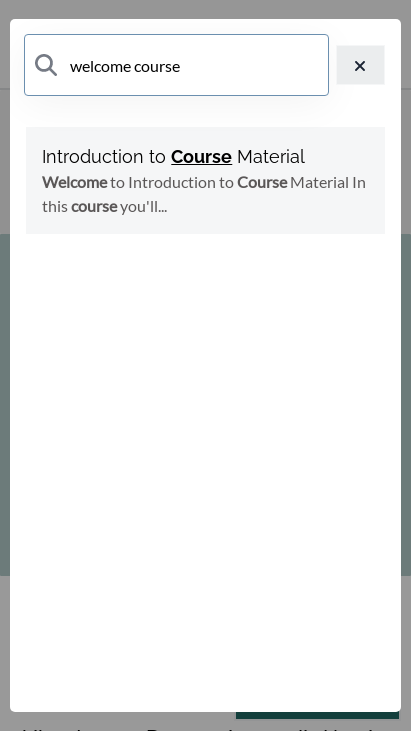 welcome course
Introduction to Course Material
Welcome to Introduction to Course Material In
this course you'll...